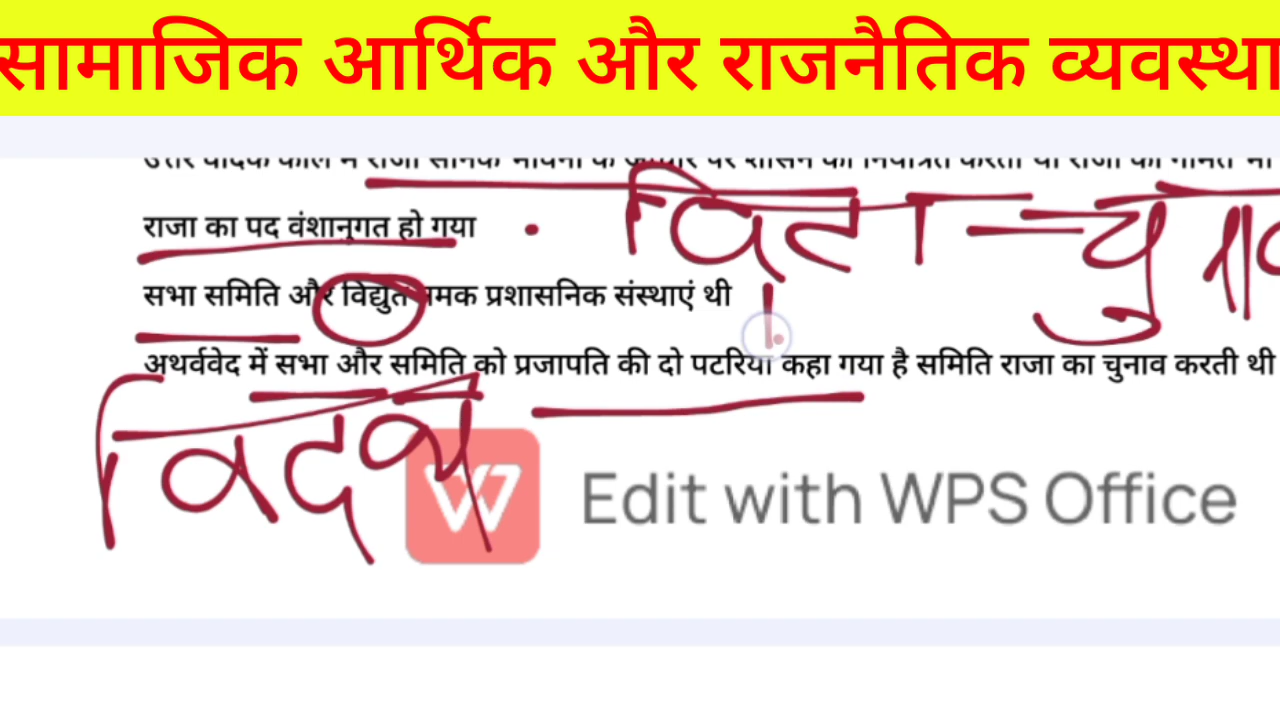 सामाजिक आर्थिक और राजनैतिक व्यवस्था
राजा का पद वंशानुगत हो गया
पिता - चुनाव
सभा समिति और विद्युत नमक प्रशासनिक संस्थाएं थी
अथर्ववेद में सभा और समिति को प्रजापति की दो पटरियां कहा गया है समिति राजा का चुनाव करती थी
विदथ
Edit with WPS Office